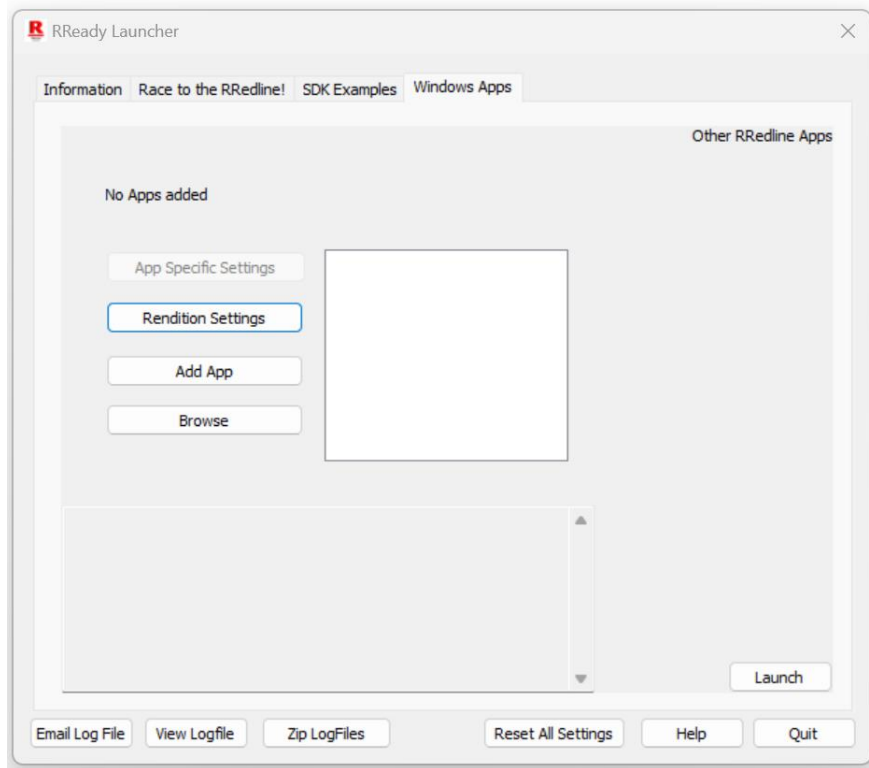 R RReady Launcher
Information Race to the RRedline! SDK Examples Windows Apps
Other RRedline Apps
No Apps added
App Specific Settings
Rendition Settings
Add App
Browse
Launch
Email Log File View Logfile Zip LogFiles Reset All Settings Help Quit